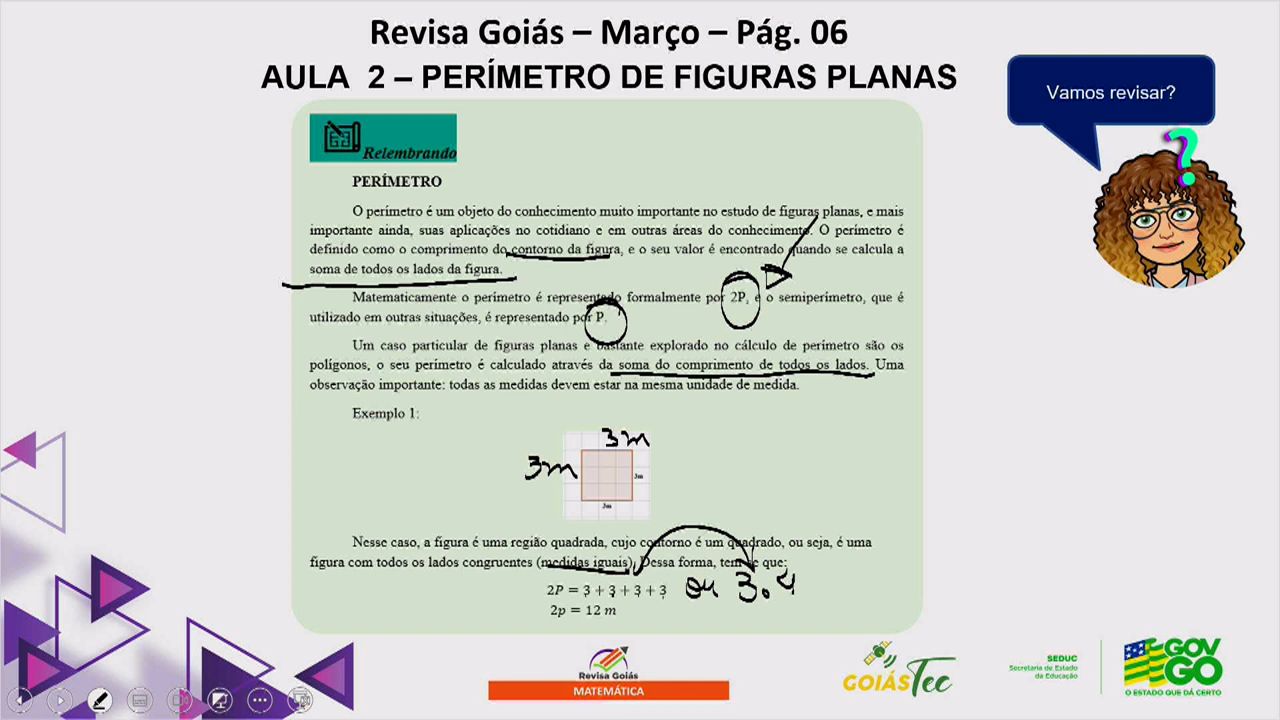 Revisa Goiás – Março – Pág. 06
AULA 2 – PERÍMETRO DE FIGURAS PLANAS
Vamos revisar?
?
Relembrando
PERÍMETRO
O perímetro é um objeto do conhecimento muito importante no estudo de figuras planas, e mais
importante ainda, suas aplicações no cotidiano e em outras áreas do conhecimento. O perímetro é
definido como o comprimento do contorno da figura, e o seu valor é encontrado quando se calcula a
soma de todos os lados da figura.
Matematicamente o perímetro é representado formalmente por 2P, e o semiperímetro, que é
utilizado em outras situações, é representado por P.
Um caso particular de figuras planas e bastante explorado no cálculo de perímetro são os
polígonos, o seu perímetro é calculado através da soma do comprimento de todos os lados. Uma
observação importante: todas as medidas devem estar na mesma unidade de medida.
Exemplo 1:
3m
3m
3m
3m
Nesse caso, a figura é uma região quadrada, cujo contorno é um quadrado, ou seja, é uma
figura com todos os lados congruentes (medidas iguais). Dessa forma, tem-se que:
2P = 3 + 3 + 3 + 3 ou 3.4
2p = 12 m
Revisa Goiás
MATEMÁTICA
GOIÁSTec
SEDUC
Secretaria de Estado
da Educação
GOV
GO
O ESTADO QUE DÁ CERTO